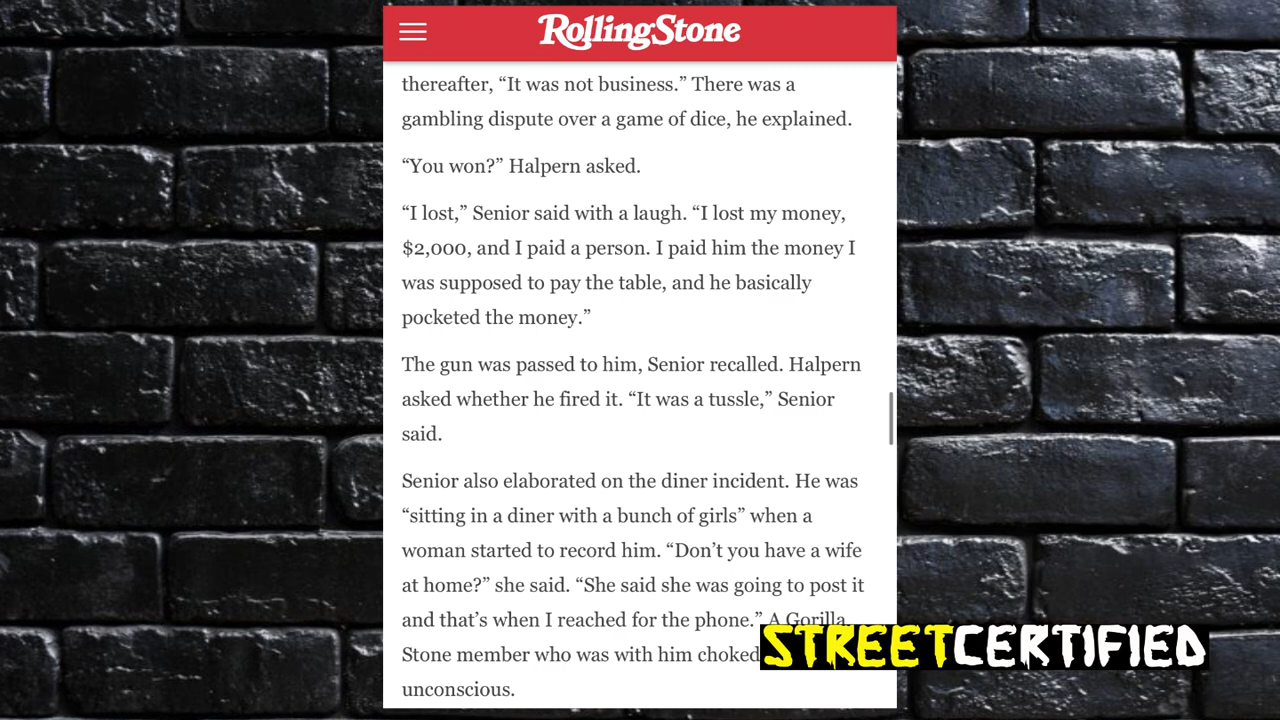 RollingStone
thereafter, “It was not business.” There was a
gambling dispute over a game of dice, he explained.
“You won?” Halpern asked.
“I lost,” Senior said with a laugh. “I lost my money,
$2,000, and I paid a person. I paid him the money I
was supposed to pay the table, and he basically
pocketed the money.”
The gun was passed to him, Senior recalled. Halpern
asked whether he fired it. “It was a tussle,” Senior
said.
Senior also elaborated on the diner incident. He was
“sitting in a diner with a bunch of girls” when a
woman started to record him. “Don’t you have a wife
at home?” she said. “She said she was going to post it
and that’s when I reached for the phone.” A Gorilla
Stone member who was with him choked
unconscious.
STREETCERTIFIED